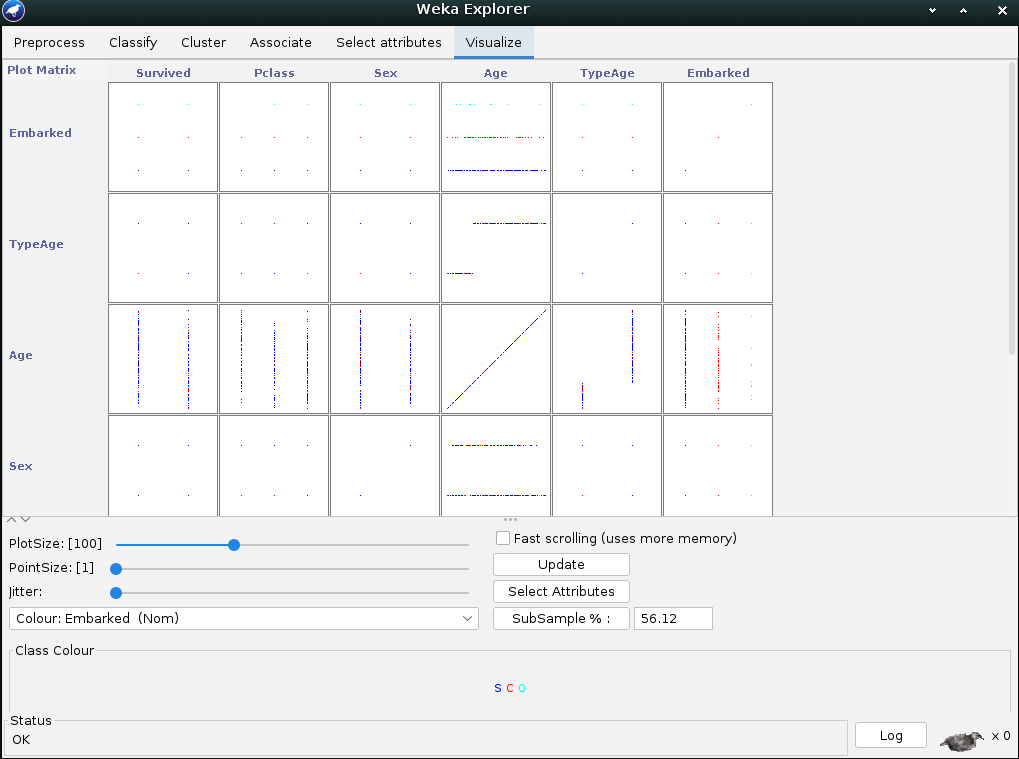 Weka Explorer
Preprocess Classify Cluster Associate Select attributes Visualize
Plot Matrix Survived Pclass Sex Age TypeAge Embarked
Embarked
TypeAge
Age
Sex
PlotSize: [100] Fast scrolling (uses more memory)
PointSize: [1] Update
Jitter: Select Attributes
Colour: Embarked (Nom) SubSample % : 56.12
Class Colour
S C Q
Status
OK Log x 0